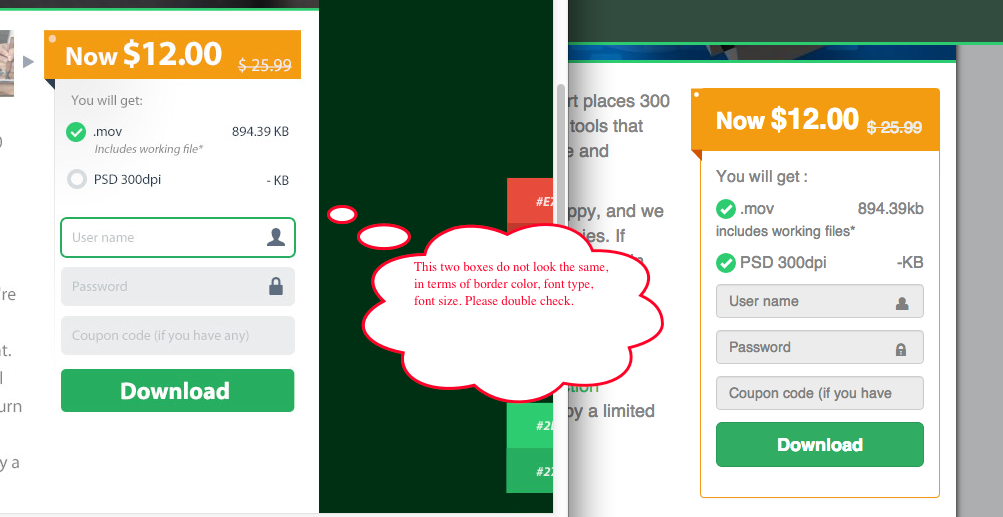 Now $12.00 $ 25.99
You will get:
.mov 894.39 KB
Includes working file*
PSD 300dpi - KB
User name
Password
Coupon code (if you have any)
Download
're
t.
urn
y a
#E7
This two boxes do not look the same,
in terms of border color, font type,
font size. Please double check.
#2
#27
rt places 300
tools that
e and
ppy, and we
ies. If
by a limited
Now $12.00 $ 25.99
You will get :
.mov 894.39kb
includes working files*
PSD 300dpi -KB
User name
Password
Coupon code (if you have
Download